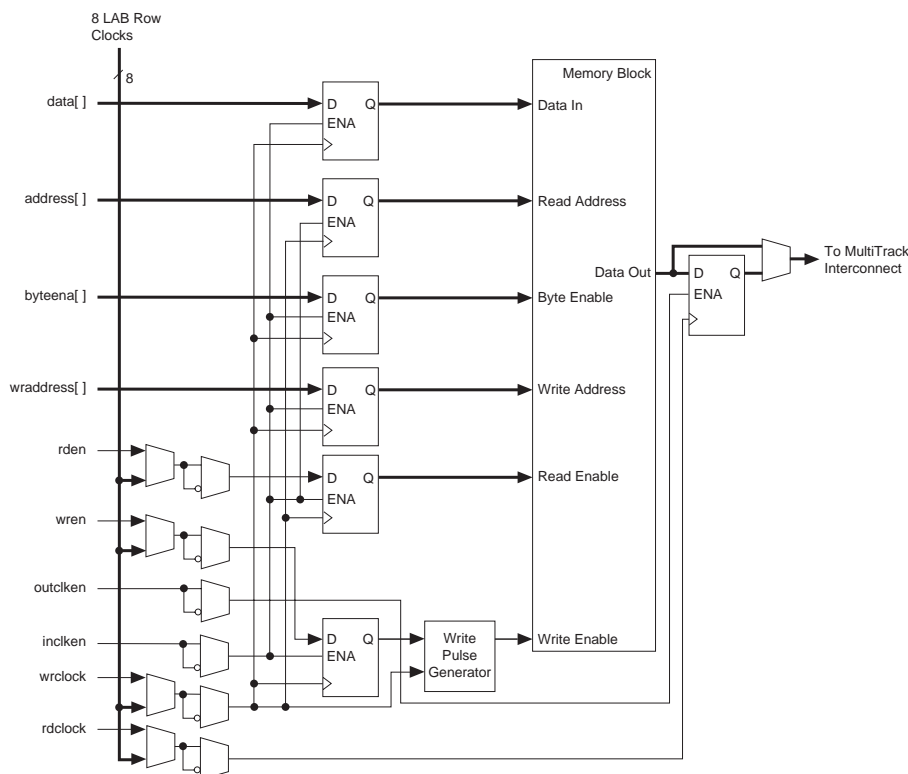 8 LAB Row
Clocks
8
data[ ]
D Q
ENA
Memory Block
Data In
address[ ]
D Q
ENA
Read Address
To MultiTrack
Interconnect
Data Out
D Q
ENA
byteena[ ]
D Q
ENA
Byte Enable
wraddress[ ]
D Q
ENA
Write Address
rden
D Q
ENA
Read Enable
wren
outclken
inclken
D Q
ENA
Write
Pulse
Generator
Write Enable
wrclock
rdclock